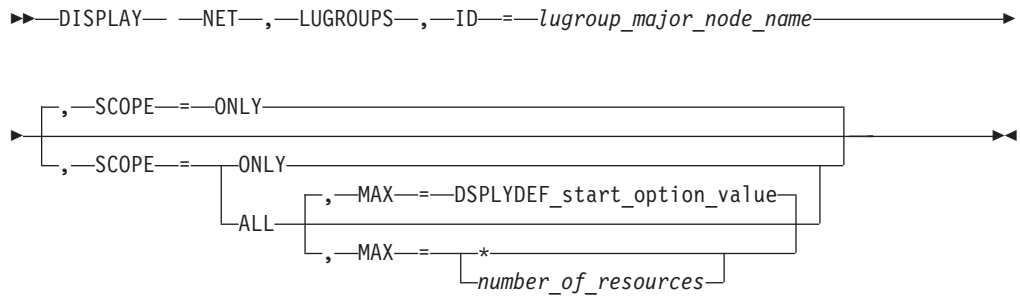 DISPLAY NET , LUGROUPS , ID = lugroup_major_node_name
, SCOPE = ONLY
, SCOPE = ONLY
, MAX = DSPLYDEF_start_option_value
ALL
, MAX = *
number_of_resources